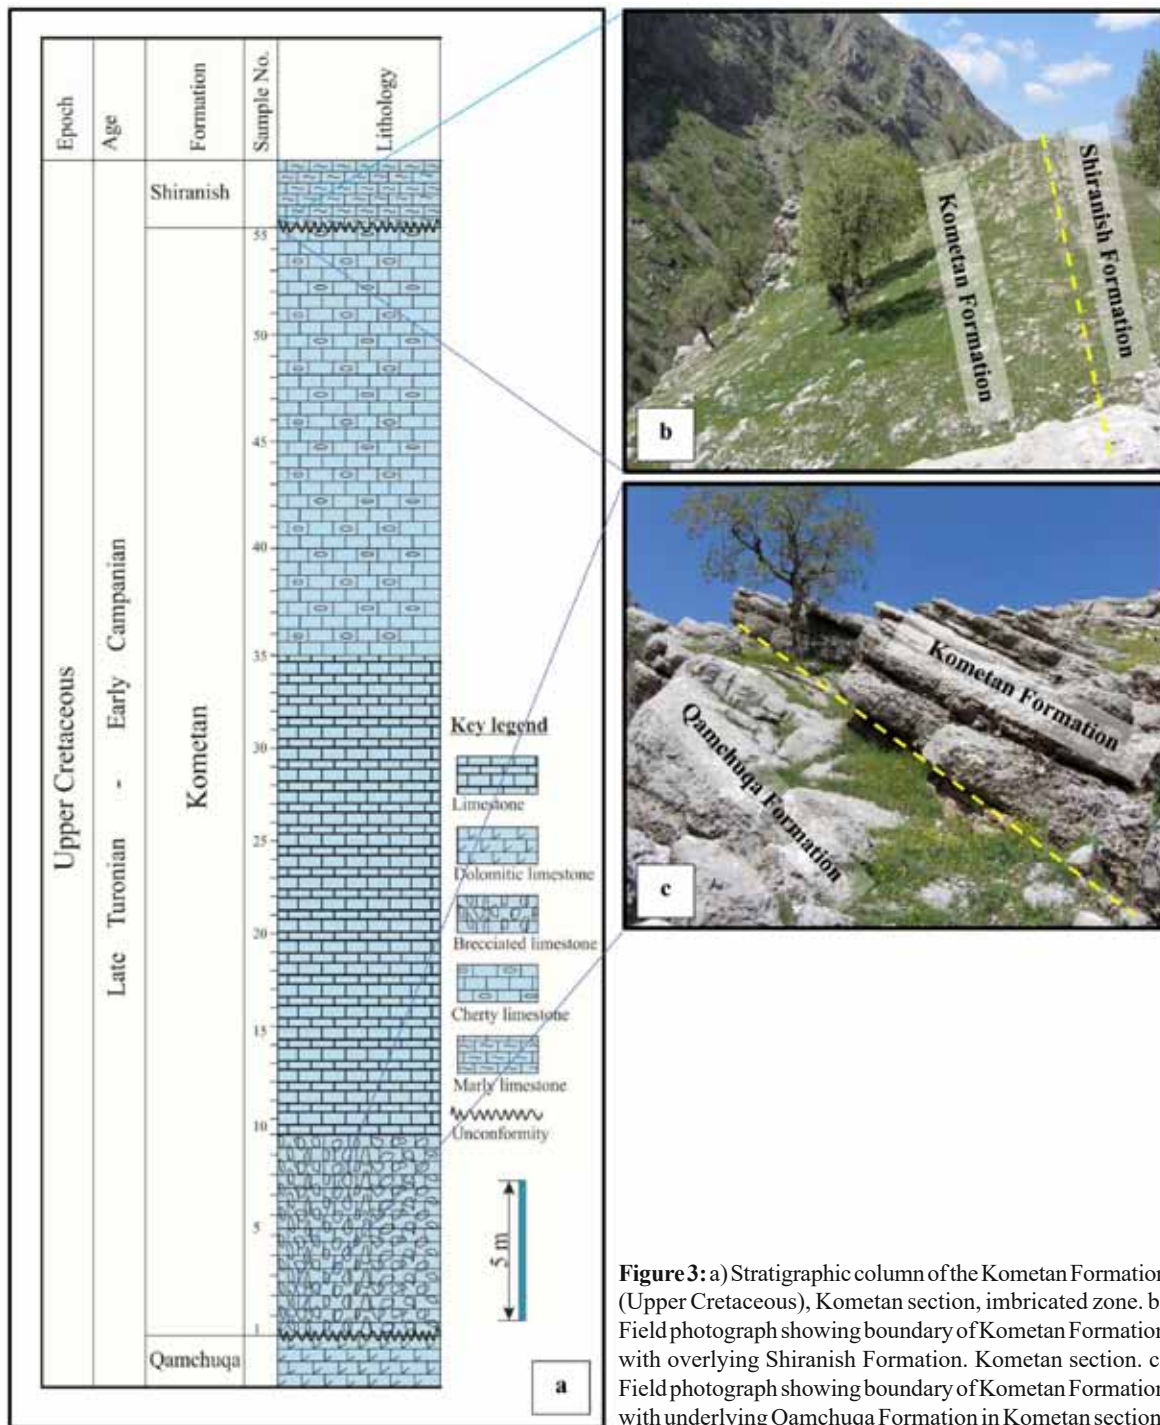 Epoch
Age
Formation
Sample No.
Lithology
Upper Cretaceous
Late Turonian - Early Campanian
Shiranish
Kometan
Qamchuqa
55
50
45
40
35
30
25
20
15
10
5
1
Key legend
Limestone
Dolomitic limestone
Brecciated limestone
Cherty limestone
Marly limestone
Unconformity
5 m
a
Kometan Formation
Shiranish Formation
b
Kometan Formation
Qamchuqa Formation
c
Figure 3: a) Stratigraphic column of the Kometan Formation
(Upper Cretaceous), Kometan section, imbricated zone. b
Field photograph showing boundary of Kometan Formation
with overlying Shiranish Formation. Kometan section. c
Field photograph showing boundary of Kometan Formation
with underlying Qamchuqa Formation in Kometan section